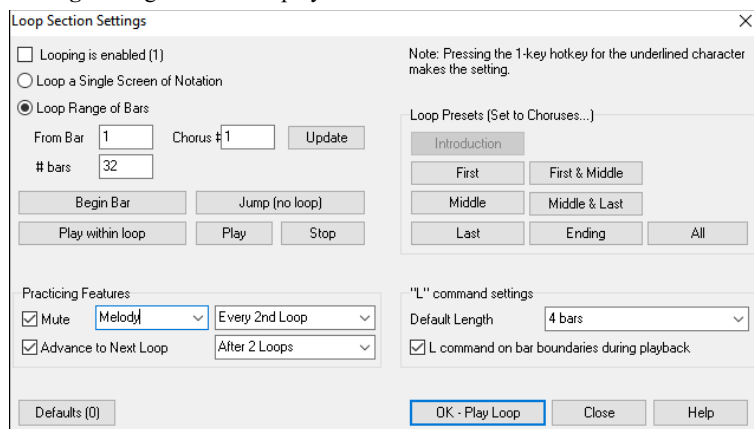 Loop Section Settings
Looping is enabled (1)
Loop a Single Screen of Notation
Loop Range of Bars
From Bar 1 Chorus # 1 Update
# bars 32
Begin Bar Jump (no loop)
Play within loop Play Stop
Note: Pressing the 1-key hotkey for the underlined character
makes the setting.
Loop Presets (Set to Choruses...)
Introduction
First First & Middle
Middle Middle & Last
Last Ending All
Practicing Features
Mute Melody Every 2nd Loop
Advance to Next Loop After 2 Loops
"L" command settings
Default Length 4 bars
L command on bar boundaries during playback
Defaults (0) OK - Play Loop Close Help